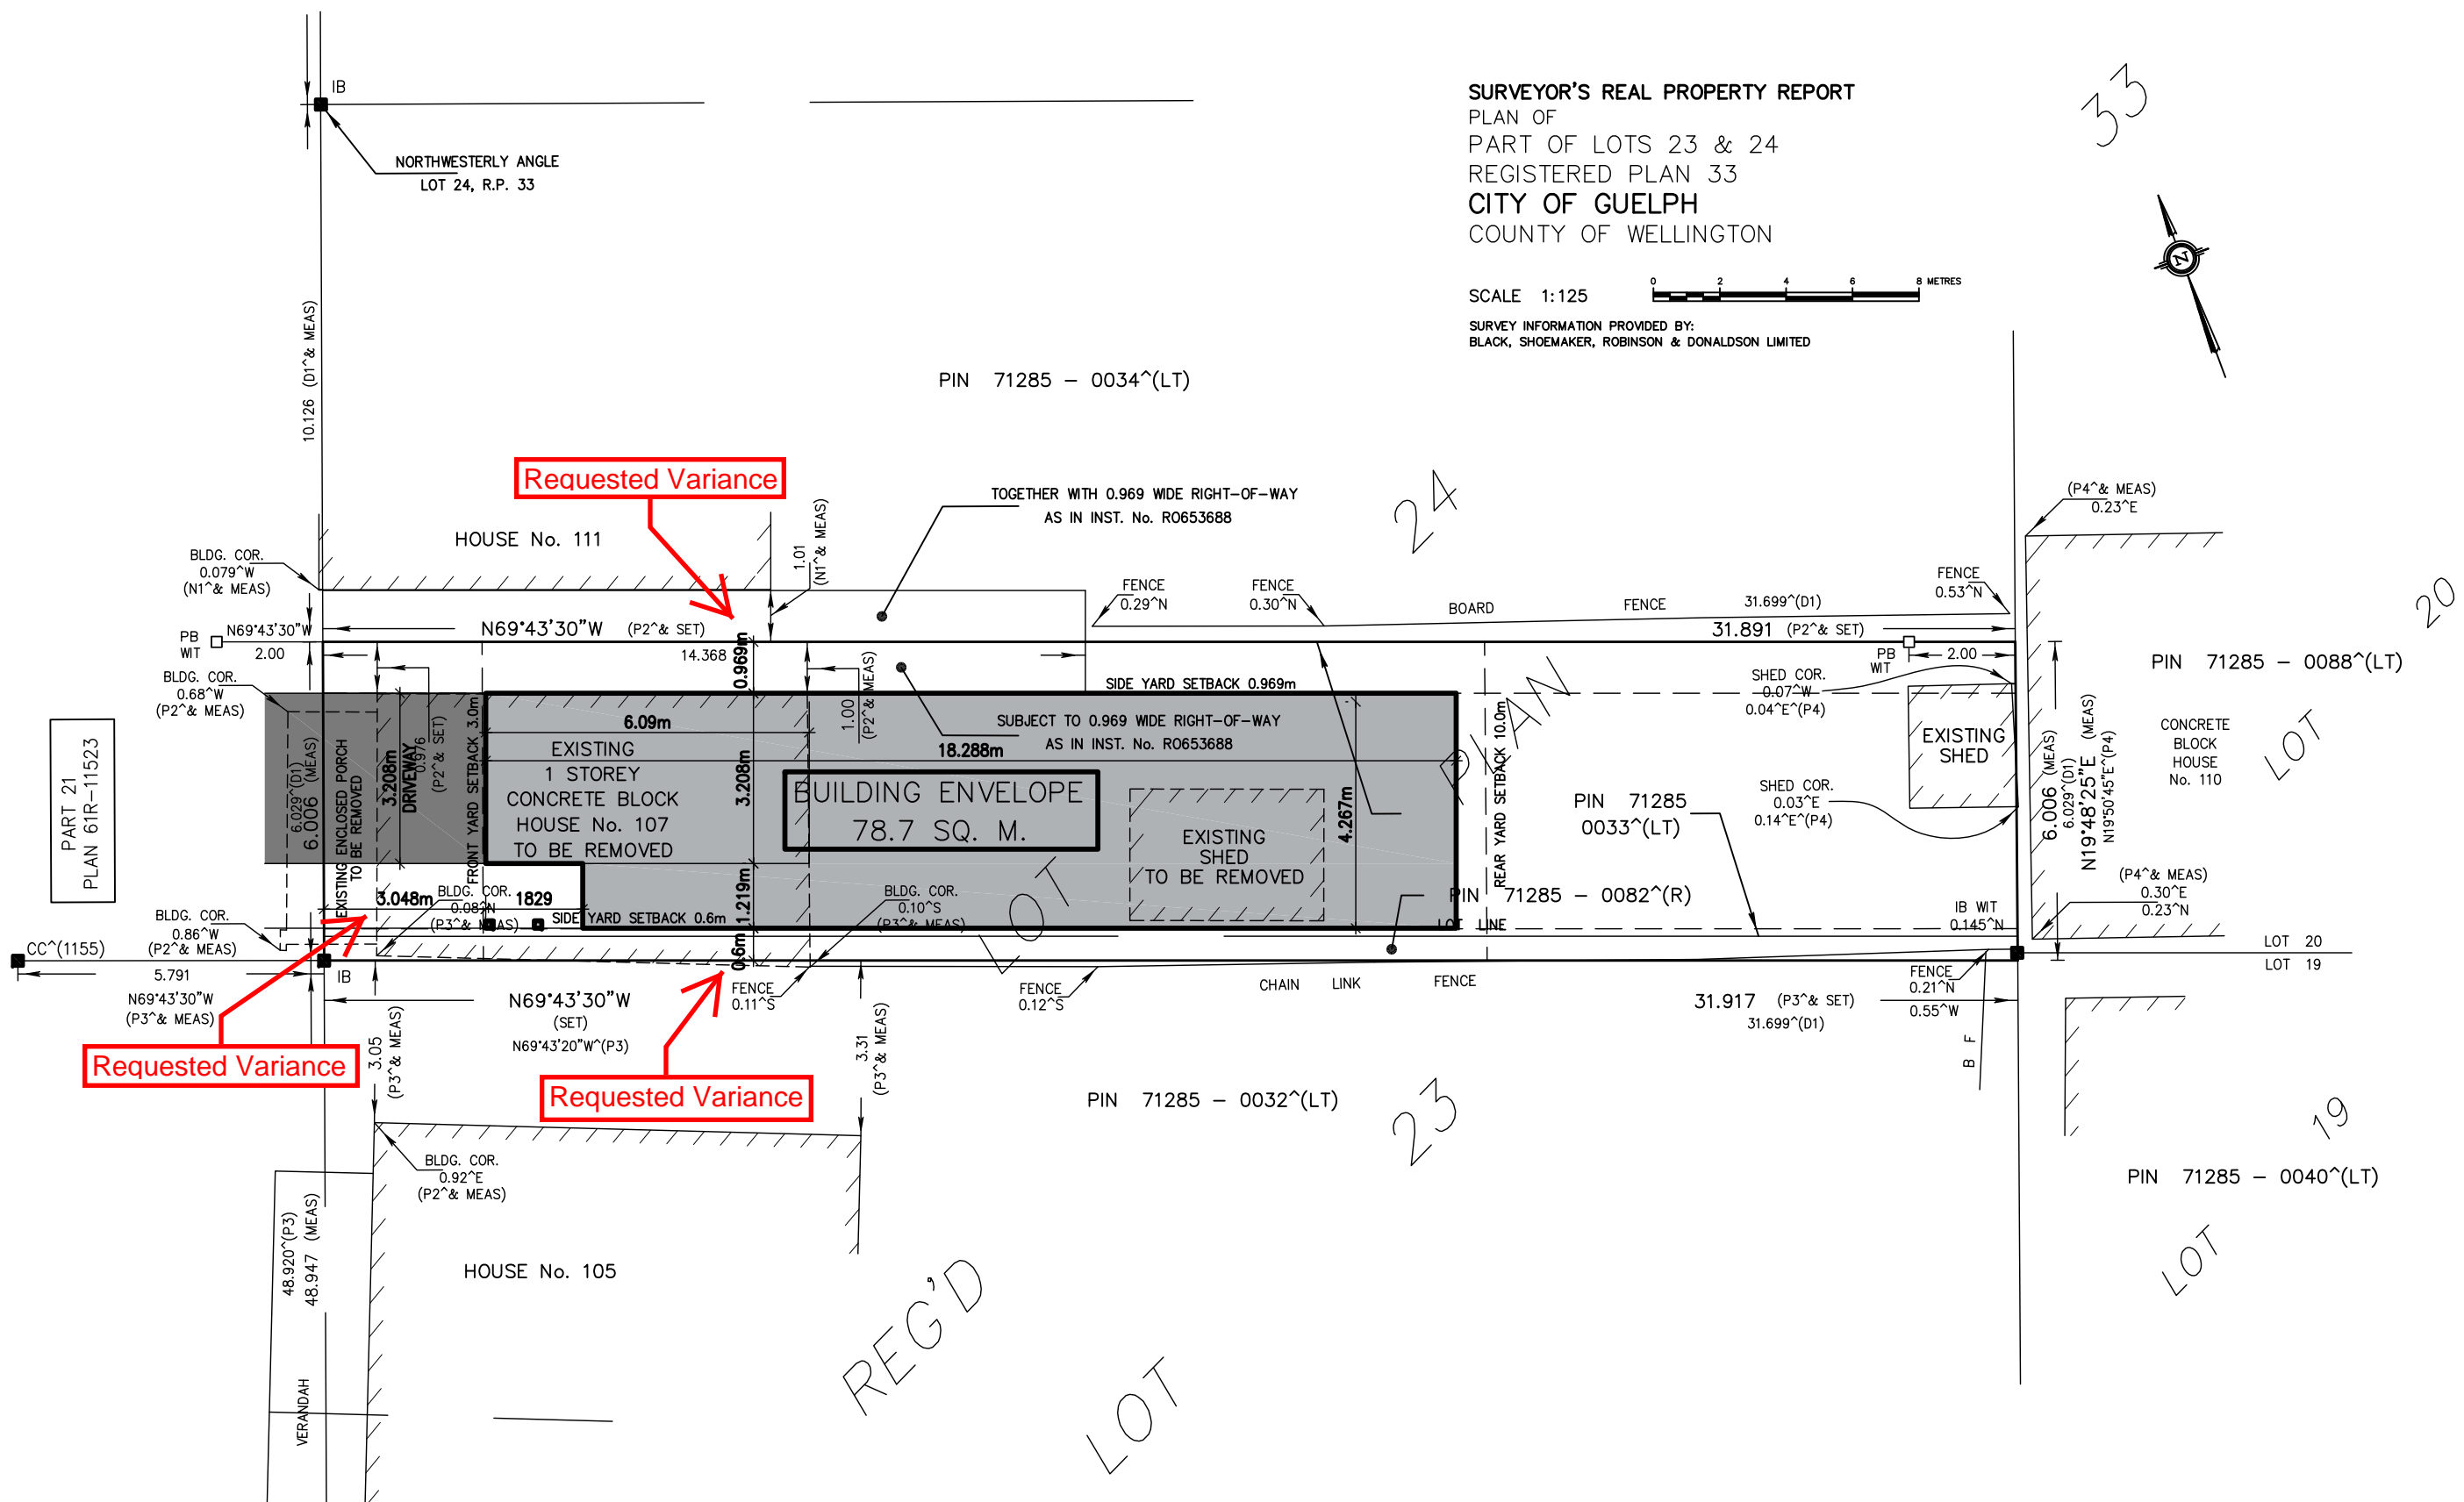 IB
NORTHWESTERLY ANGLE
LOT 24, R.P. 33
10.126 (D1^& MEAS)
SURVEYOR'S REAL PROPERTY REPORT
PLAN OF
PART OF LOTS 23 & 24
REGISTERED PLAN 33
CITY OF GUELPH
COUNTY OF WELLINGTON
SCALE 1:125
0 2 4 6 8 METRES
SURVEY INFORMATION PROVIDED BY:
BLACK, SHOEMAKER, ROBINSON & DONALDSON LIMITED
33
N
PIN 71285 - 0034^(LT)
Requested Variance
TOGETHER WITH 0.969 WIDE RIGHT-OF-WAY
AS IN INST. No. RO653688
24
(P4^& MEAS)
0.23^E
HOUSE No. 111
1.01
(N1^& MEAS)
BLDG. COR.
0.079^W
(N1^& MEAS)
FENCE
0.29^N
FENCE
0.30^N
BOARD
FENCE
31.699^(D1)
FENCE
0.53^N
20
PB
WIT
N69°43'30"W
2.00
N69°43'30"W (P2^& SET)
14.368
31.891 (P2^& SET)
PB
WIT
2.00
PIN 71285 - 0088^(LT)
BLDG. COR.
0.68^W
(P2^& MEAS)
0.969m
1.00
(P2^& MEAS)
SIDE YARD SETBACK 0.969m
SHED COR.
0.07^W
0.04^E^(P4)
PLAN
PART 21
PLAN 61R-11523
6.029^(D1)
6.006 (MEAS)
EXISTING ENCLOSED PORCH
TO BE REMOVED
3.208m
DRIVEWAY
0.976
(P2^& SET)
FRONT YARD SETBACK 3.0m
6.09m
EXISTING
1 STOREY
CONCRETE BLOCK
HOUSE No. 107
TO BE REMOVED
3.208m
SUBJECT TO 0.969 WIDE RIGHT-OF-WAY
AS IN INST. No. RO653688
18.288m
BUILDING ENVELOPE
78.7 SQ. M.
EXISTING
SHED
TO BE REMOVED
4.267m
REAR YARD SETBACK 10.0m
PIN 71285
0033^(LT)
EXISTING
SHED
SHED COR.
0.03^E
0.14^E^(P4)
6.006 (MEAS)
6.029^(D1)
N19°48'25"E (MEAS)
N19°50'45"E^(P4)
CONCRETE
BLOCK
HOUSE
No. 110
LOT
3.048m
BLDG. COR.
0.08^N
(P3^& MEAS)
1829
SIDE YARD SETBACK 0.6m
1.219m
0.6m
BLDG. COR.
0.10^S
(P3^& MEAS)
LOT
PIN 71285 - 0082^(R)
LOT LINE
IB WIT
0.145^N
(P4^& MEAS)
0.30^E
0.23^N
BLDG. COR.
0.86^W
(P2^& MEAS)
CC^(1155)
5.791
N69°43'30"W
(P3^& MEAS)
IB
N69°43'30"W
(SET)
N69°43'20"W^(P3)
FENCE
0.11^S
FENCE
0.12^S
CHAIN LINK FENCE
31.917 (P3^& SET)
31.699^(D1)
FENCE
0.21^N
0.55^W
B F
LOT 20
LOT 19
Requested Variance
Requested Variance
3.05
(P3^& MEAS)
3.31
(P3^& MEAS)
PIN 71285 - 0032^(LT)
23
19
BLDG. COR.
0.92^E
(P2^& MEAS)
PIN 71285 - 0040^(LT)
48.920^(P3)
48.947 (MEAS)
HOUSE No. 105
LOT
REG'D
LOT
VERANDAH